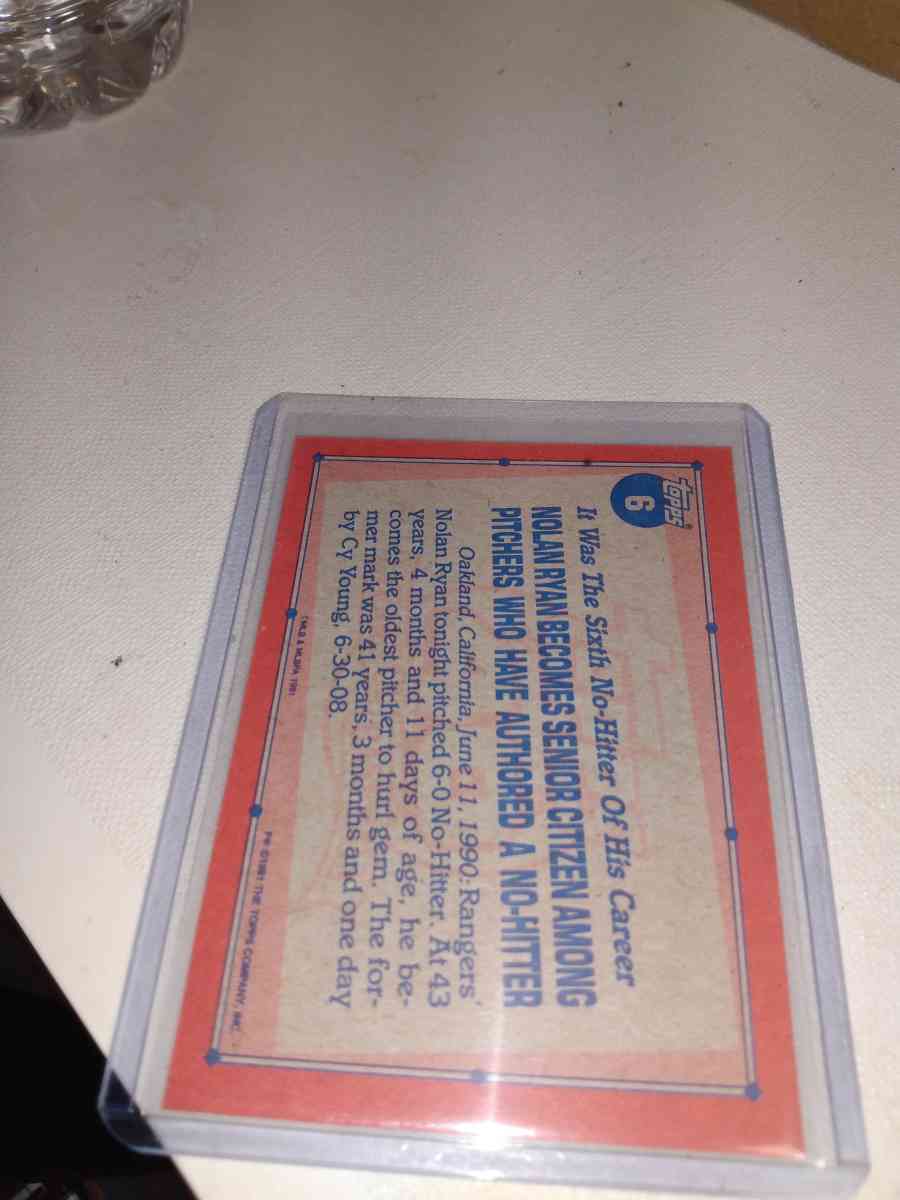 topps®
6
It Was The Sixth No-Hitter Of His Career
NOLAN RYAN BECOMES SENIOR CITIZEN AMONG
PITCHERS WHO HAVE AUTHORED A NO-HITTER
Oakland, California, June 11, 1990: Rangers'
Nolan Ryan tonight pitched 6-0 No-Hitter. At 43
years, 4 months and 11 days of age, he be-
comes the oldest pitcher to hurl gem. The for-
mer mark was 41 years, 3 months and one day
by Cy Young, 6-30-08.
MLB & MLBPA 1991
©1991 THE TOPPS COMPANY, INC.